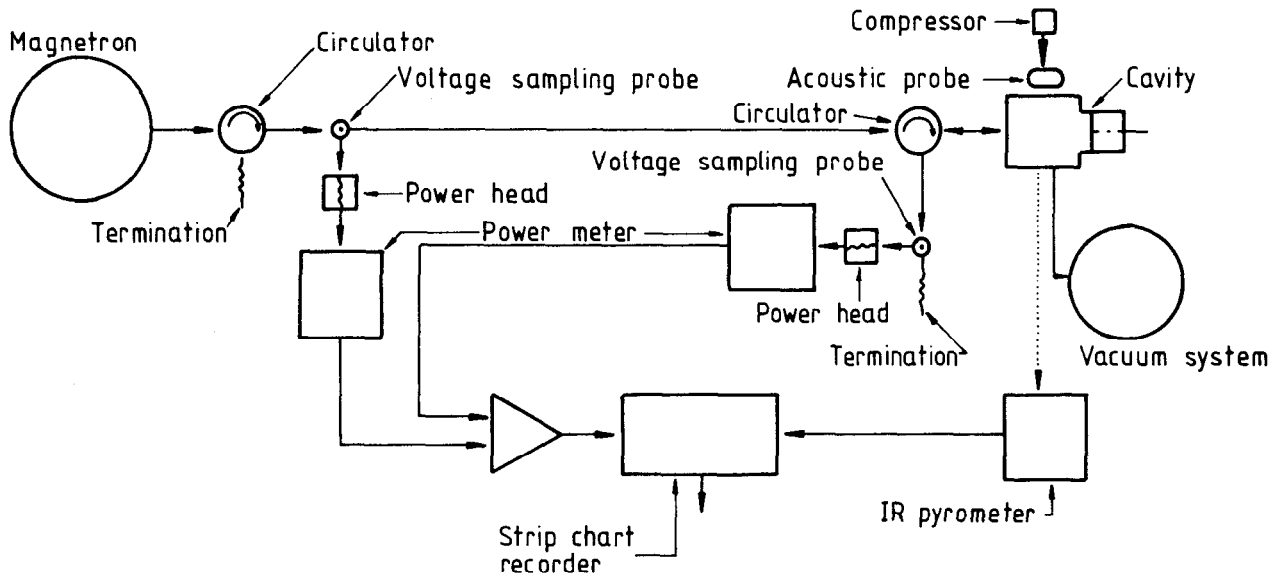 Compressor
Magnetron
Circulator
Voltage sampling probe
Acoustic probe
Cavity
Circulator
Voltage sampling probe
Power head
Termination
Power meter
Power head
Termination
Vacuum system
IR pyrometer
Strip chart
recorder